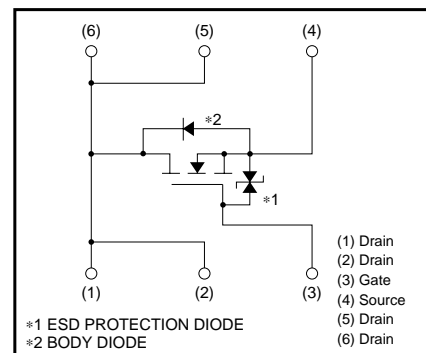 (6) (5) (4)
∗2
∗1
(1) (2) (3)
(1) Drain
(2) Drain
(3) Gate
(4) Source
(5) Drain
(6) Drain
∗1 ESD PROTECTION DIODE
∗2 BODY DIODE